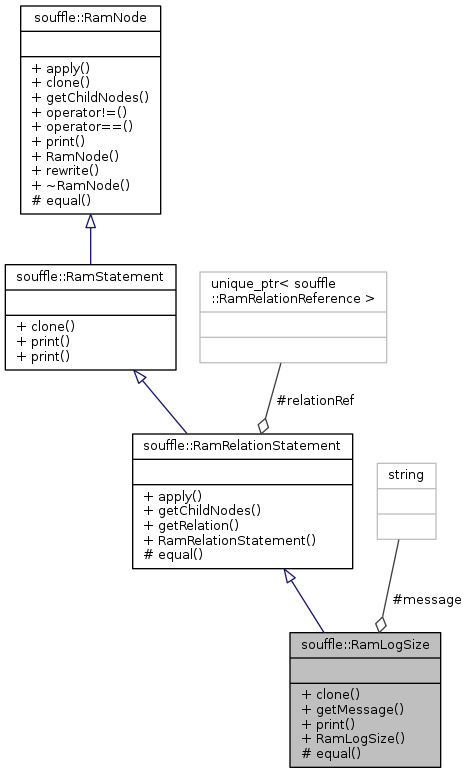 souffle::RamNode
+ apply()
+ clone()
+ getChildNodes()
+ operator!=()
+ operator==()
+ print()
+ RamNode()
+ rewrite()
+ ~RamNode()
# equal()
souffle::RamStatement
+ clone()
+ print()
+ print()
unique_ptr< souffle
::RamRelationReference >
#relationRef
souffle::RamRelationStatement
+ apply()
+ getChildNodes()
+ getRelation()
+ RamRelationStatement()
# equal()
string
#message
souffle::RamLogSize
+ clone()
+ getMessage()
+ print()
+ RamLogSize()
# equal()